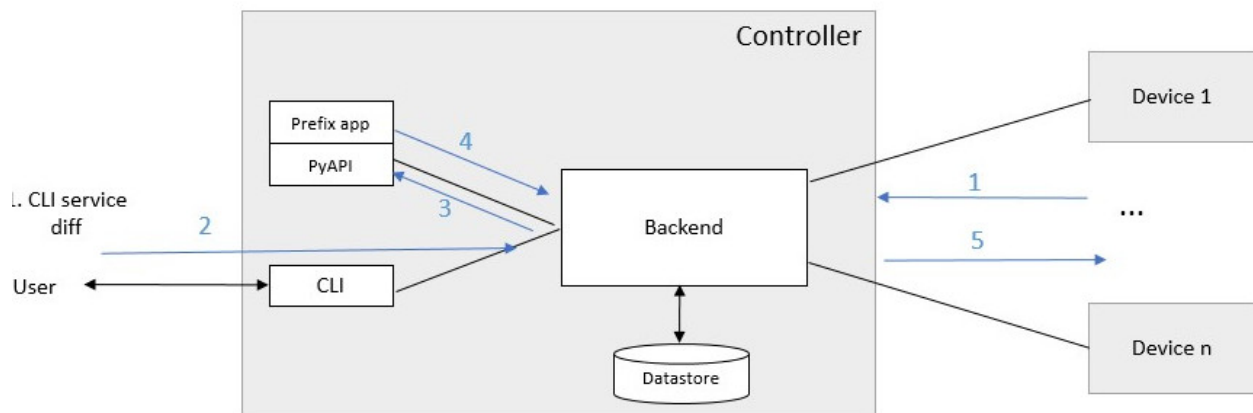 Controller
Device 1
Prefix app
4
PyAPI
1
...
3
1. CLI service
diff
2
Backend
5
User
CLI
Device n
Datastore